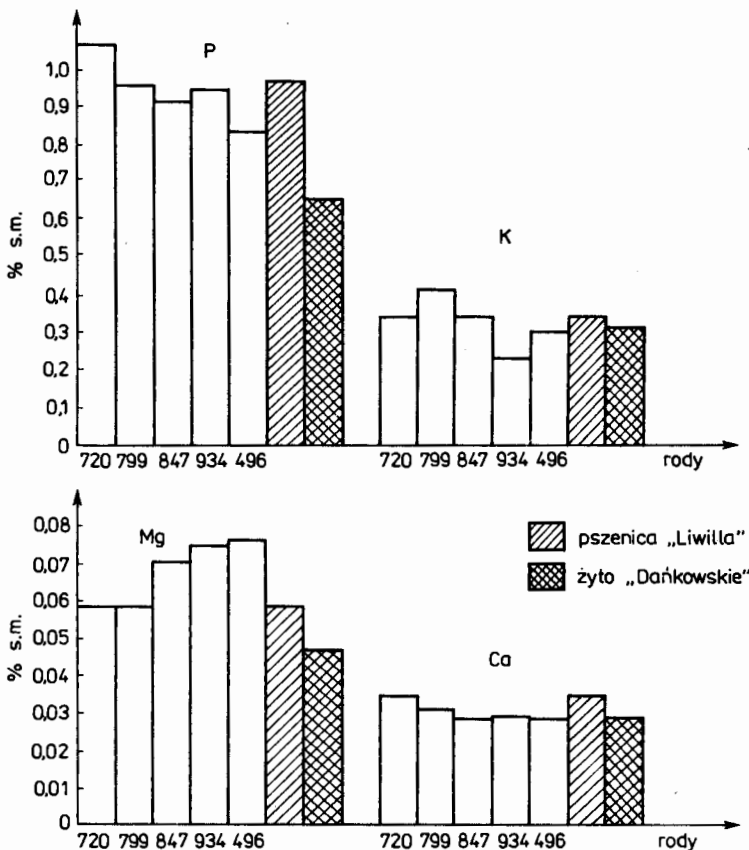 P
1,0
0,9
0,8
0,7
0,6
0,5
0,4
0,3
0,2
0,1
0
% s.m.
K
720 799 847 934 496
720 799 847 934 496 rody
0,08
0,07
0,06
0,05
0,04
0,03
0,02
0,01
0
% s.m.
Mg
pszenica „Liwilla"
żyto „Dańkowskie"
Ca
720 799 847 934 496
720 799 847 934 496 rody